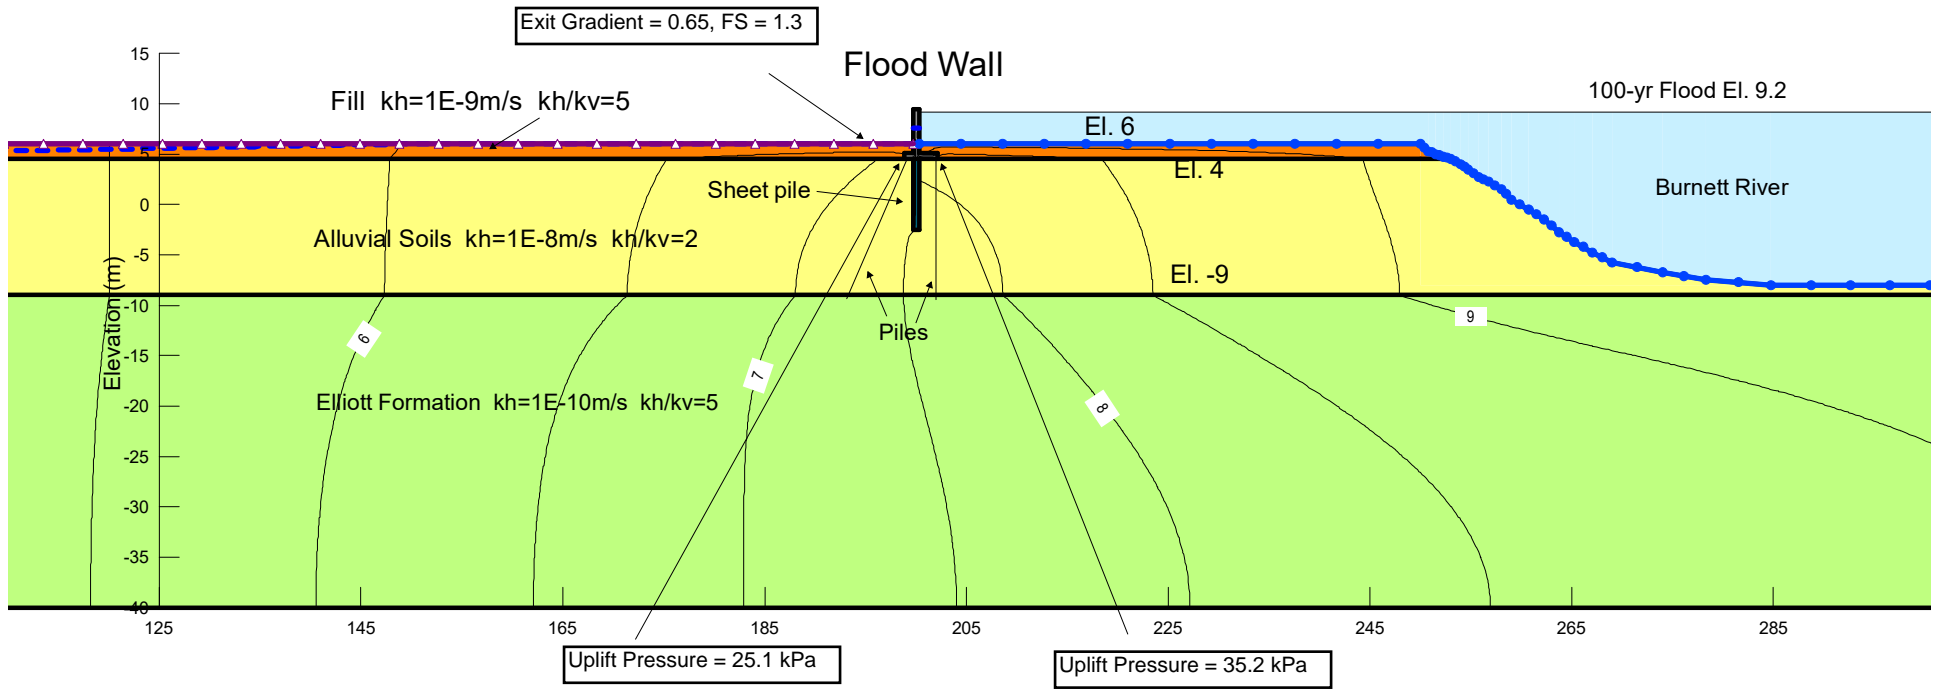 Exit Gradient = 0.65, FS = 1.3
Flood Wall
15
10
5
0
-5
-10
-15
-20
-25
-30
-35
-40
Elevation (m)
Fill kh=1E-9m/s kh/kv=5
100-yr Flood El. 9.2
El. 6
El. 4
Sheet pile
Burnett River
Alluvial Soils kh=1E-8m/s kh/kv=2
El. -9
Piles
6
7
8
9
Elliott Formation kh=1E-10m/s kh/kv=5
125
145
165
185
205
225
245
265
285
Uplift Pressure = 25.1 kPa
Uplift Pressure = 35.2 kPa